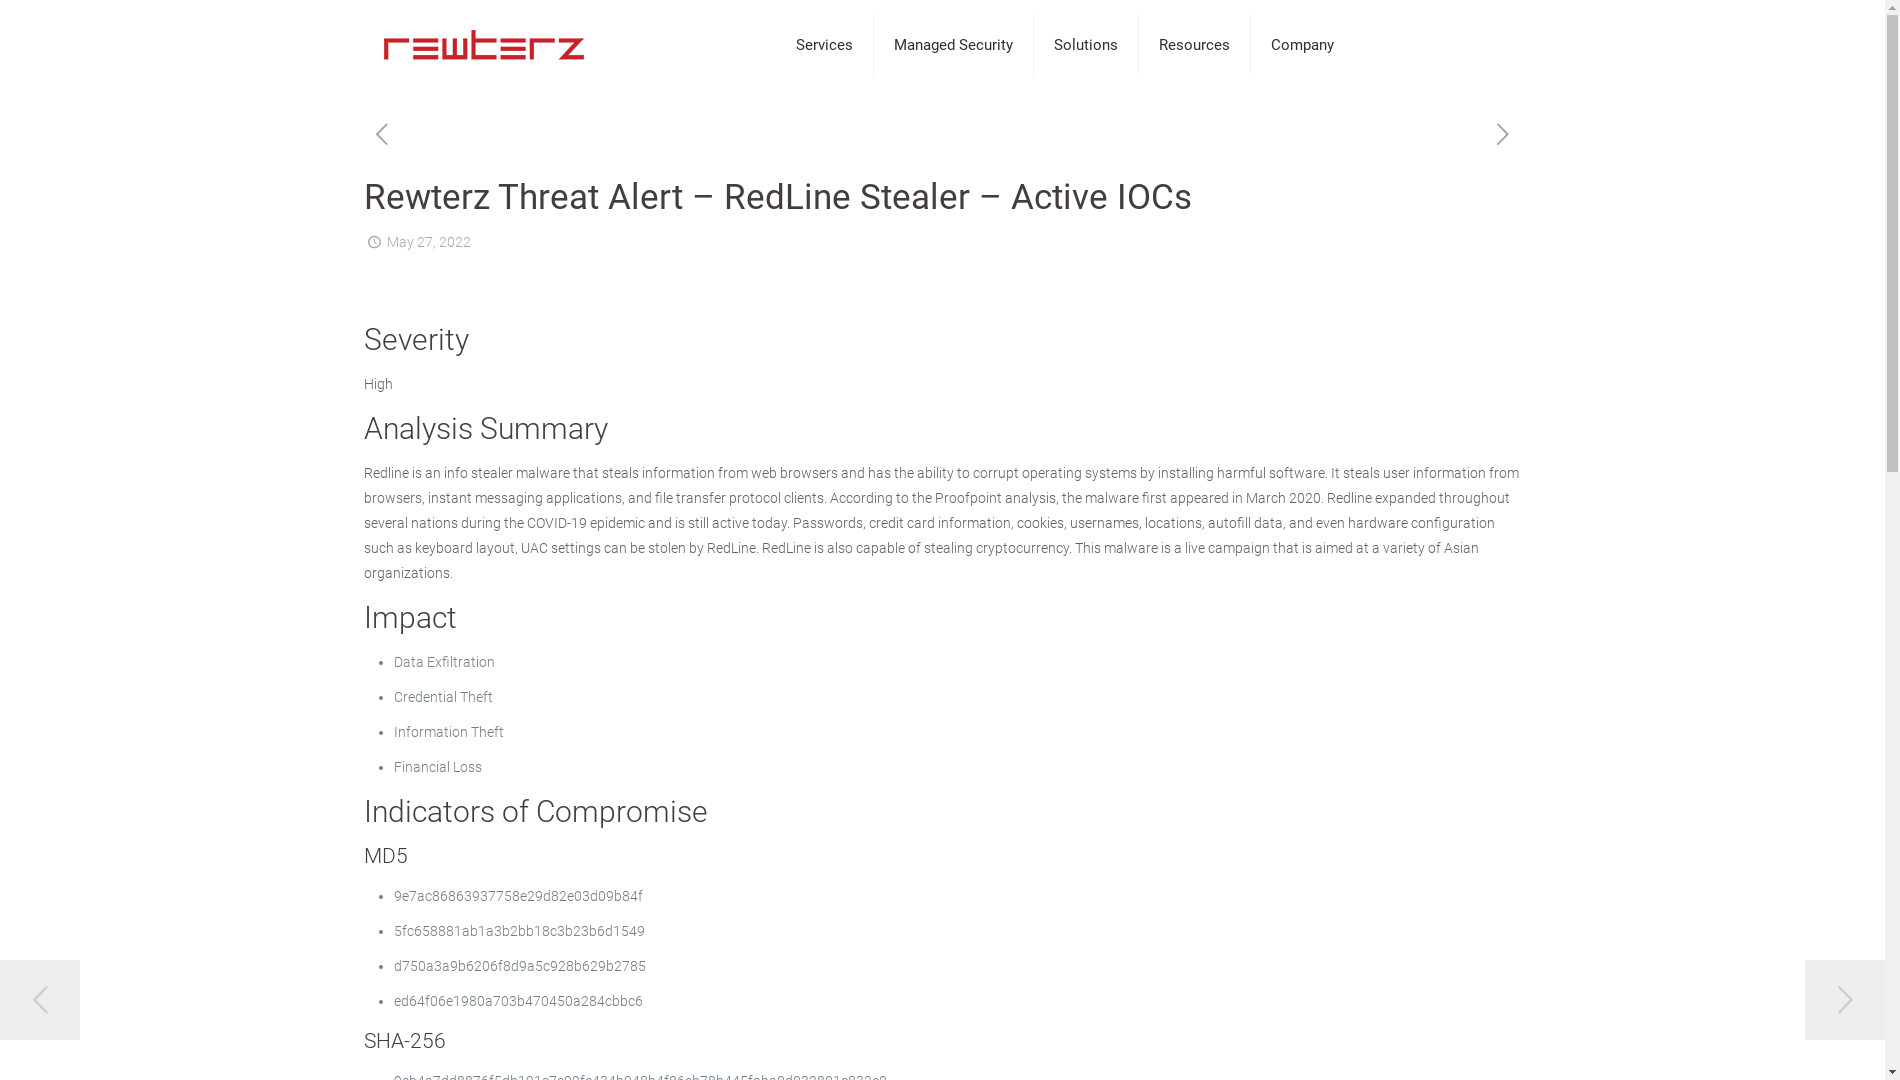 rewterz
Services
Managed Security
Solutions
Resources
Company
Rewterz Threat Alert – RedLine Stealer – Active IOCs
May 27, 2022
Severity
High
Analysis Summary
Redline is an info stealer malware that steals information from web browsers and has the ability to corrupt operating systems by installing harmful software. It steals user information from
browsers, instant messaging applications, and file transfer protocol clients. According to the Proofpoint analysis, the malware first appeared in March 2020. Redline expanded throughout
several nations during the COVID-19 epidemic and is still active today. Passwords, credit card information, cookies, usernames, locations, autofill data, and even hardware configuration
such as keyboard layout, UAC settings can be stolen by RedLine. RedLine is also capable of stealing cryptocurrency. This malware is a live campaign that is aimed at a variety of Asian
organizations.
Impact
Data Exfiltration
Credential Theft
Information Theft
Financial Loss
Indicators of Compromise
MD5
9e7ac86863937758e29d82e03d09b84f
5fc658881ab1a3b2bb18c3b23b6d1549
d750a3a9b6206f8d9a5c928b629b2785
ed64f06e1980a703b470450a284cbbc6
SHA-256